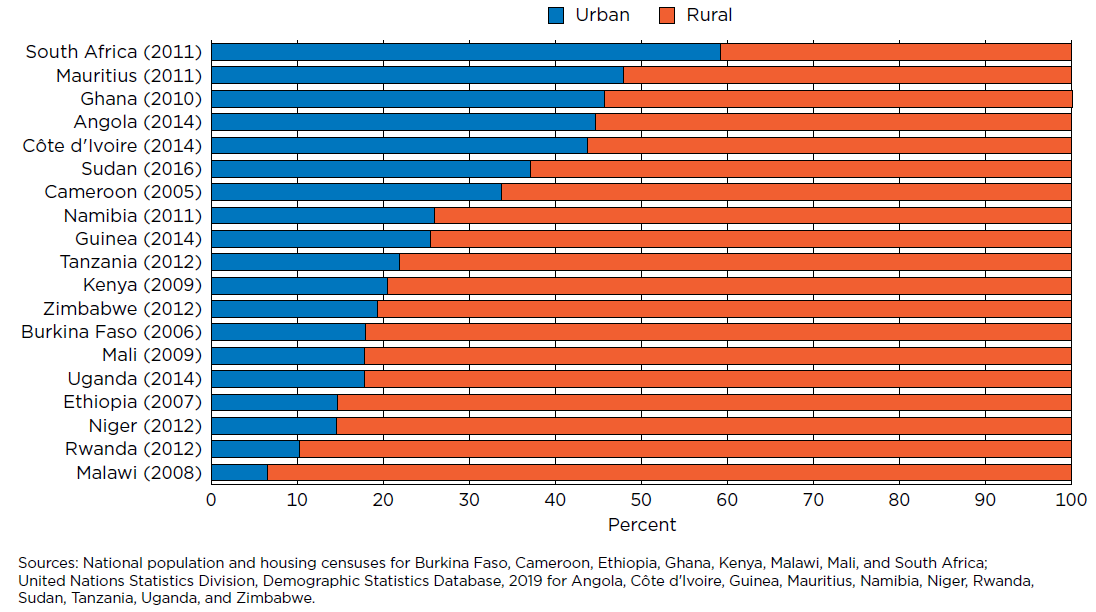 Urban Rural
South Africa (2011)
Mauritius (2011)
Ghana (2010)
Angola (2014)
Côte d'Ivoire (2014)
Sudan (2016)
Cameroon (2005)
Namibia (2011)
Guinea (2014)
Tanzania (2012)
Kenya (2009)
Zimbabwe (2012)
Burkina Faso (2006)
Mali (2009)
Uganda (2014)
Ethiopia (2007)
Niger (2012)
Rwanda (2012)
Malawi (2008)
0 10 20 30 40 50 60 70 80 90 100
Percent
Sources: National population and housing censuses for Burkina Faso, Cameroon, Ethiopia, Ghana, Kenya, Malawi, Mali, and South Africa;
United Nations Statistics Division, Demographic Statistics Database, 2019 for Angola, Côte d'Ivoire, Guinea, Mauritius, Namibia, Niger, Rwanda,
Sudan, Tanzania, Uganda, and Zimbabwe.